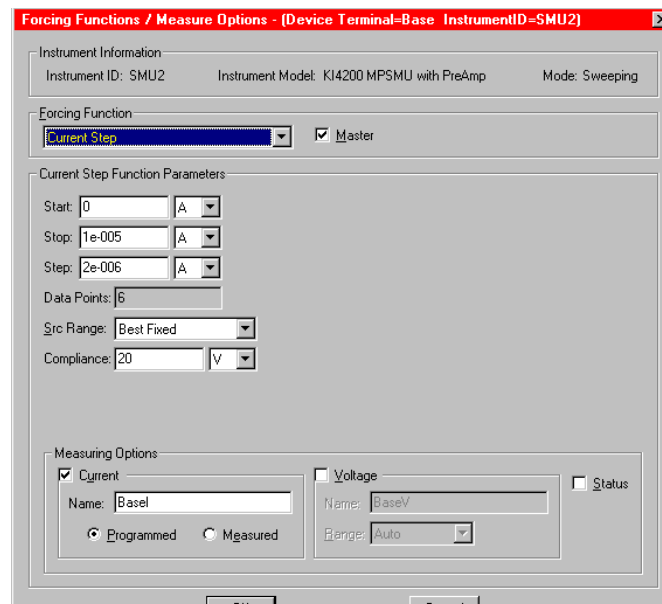 Forcing Functions / Measure Options - (Device Terminal=Base InstrumentID=SMU2)
Instrument Information
Instrument ID: SMU2 Instrument Model: KI4200 MPSMU with PreAmp Mode: Sweeping
Forcing Function
Current Step Master
Current Step Function Parameters
Start: 0 A
Stop: 1e-005 A
Step: 2e-006 A
Data Points: 6
Src Range: Best Fixed
Compliance: 20 V
Measuring Options
Current Voltage Status
Name: BaseI Name: BaseV
Programmed Measured Range: Auto